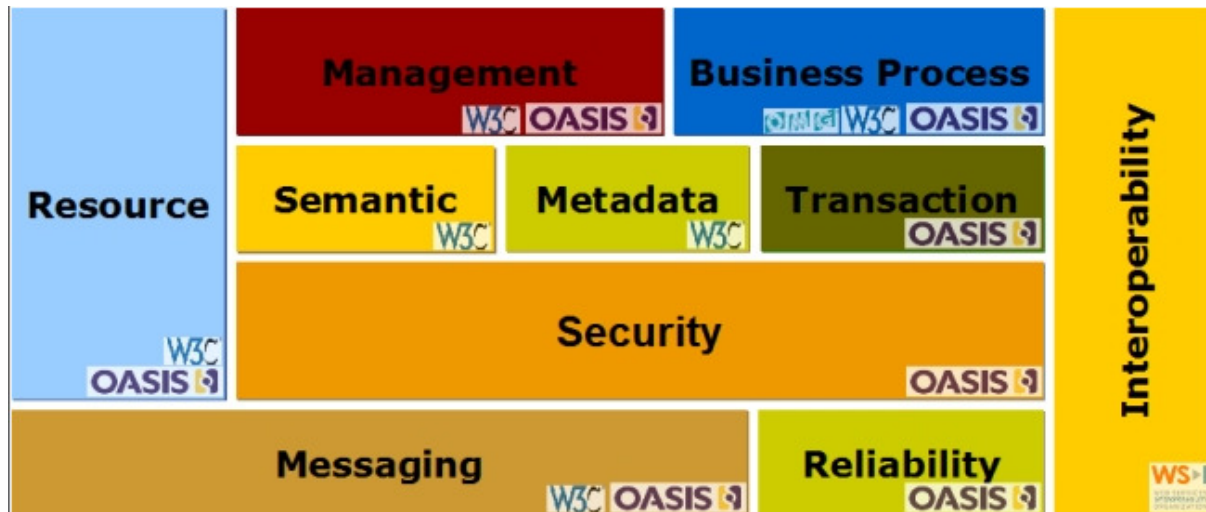 Management
Business Process
W3C OASIS
OMG W3C OASIS
Resource
Semantic
Metadata
Transaction
W3C
W3C
OASIS
Interoperability
Security
W3C
OASIS
OASIS
Messaging
Reliability
W3C OASIS
OASIS
WS